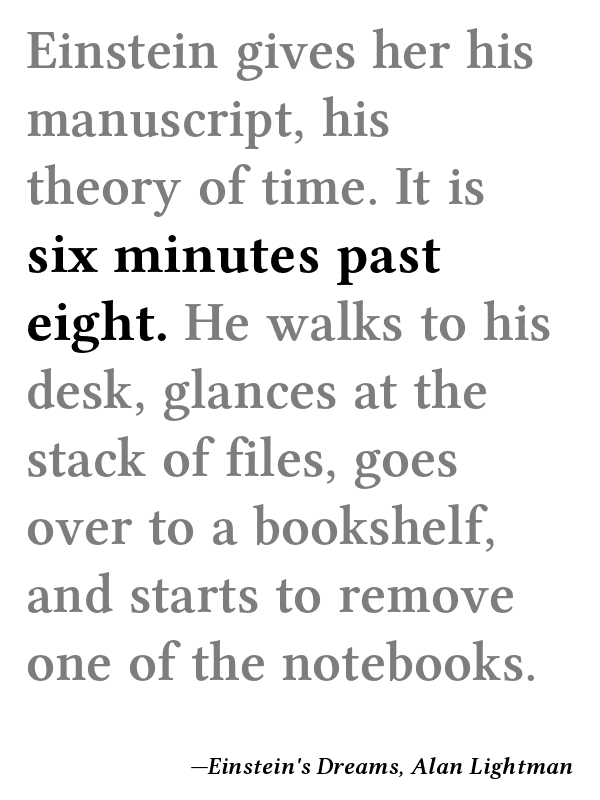 Einstein gives her his
manuscript, his
theory of time. It is
six minutes past
eight. He walks to his
desk, glances at the
stack of files, goes
over to a bookshelf,
and starts to remove
one of the notebooks.
—Einstein's Dreams, Alan Lightman